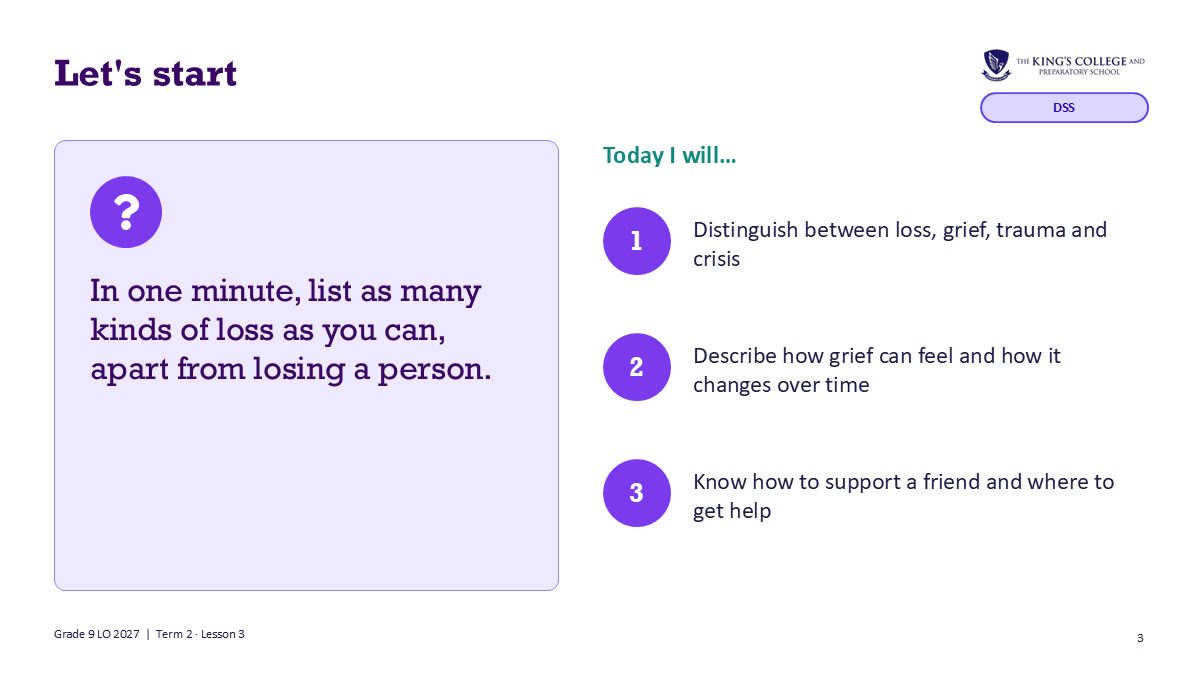 Let's start
THE KING'S COLLEGE AND
PREPARATORY SCHOOL
DSS
?
In one minute, list as many
kinds of loss as you can,
apart from losing a person.
Today I will...
1
Distinguish between loss, grief, trauma and
crisis
2
Describe how grief can feel and how it
changes over time
3
Know how to support a friend and where to
get help
Grade 9 LO 2027 | Term 2 · Lesson 3
3